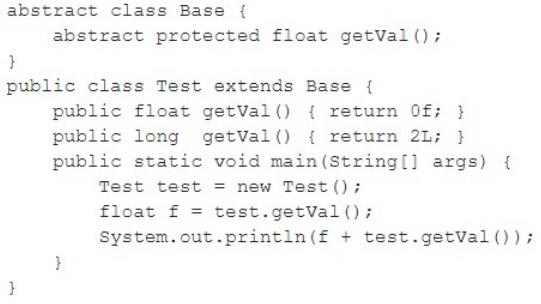 abstract class Base {
    abstract protected float getVal();
}
public class Test extends Base {
    public float getVal() { return 0f; }
    public long  getVal() { return 2L; }
    public static void main(String[] args) {
        Test test = new Test();
        float f = test.getVal();
        System.out.println(f + test.getVal());
    }
}